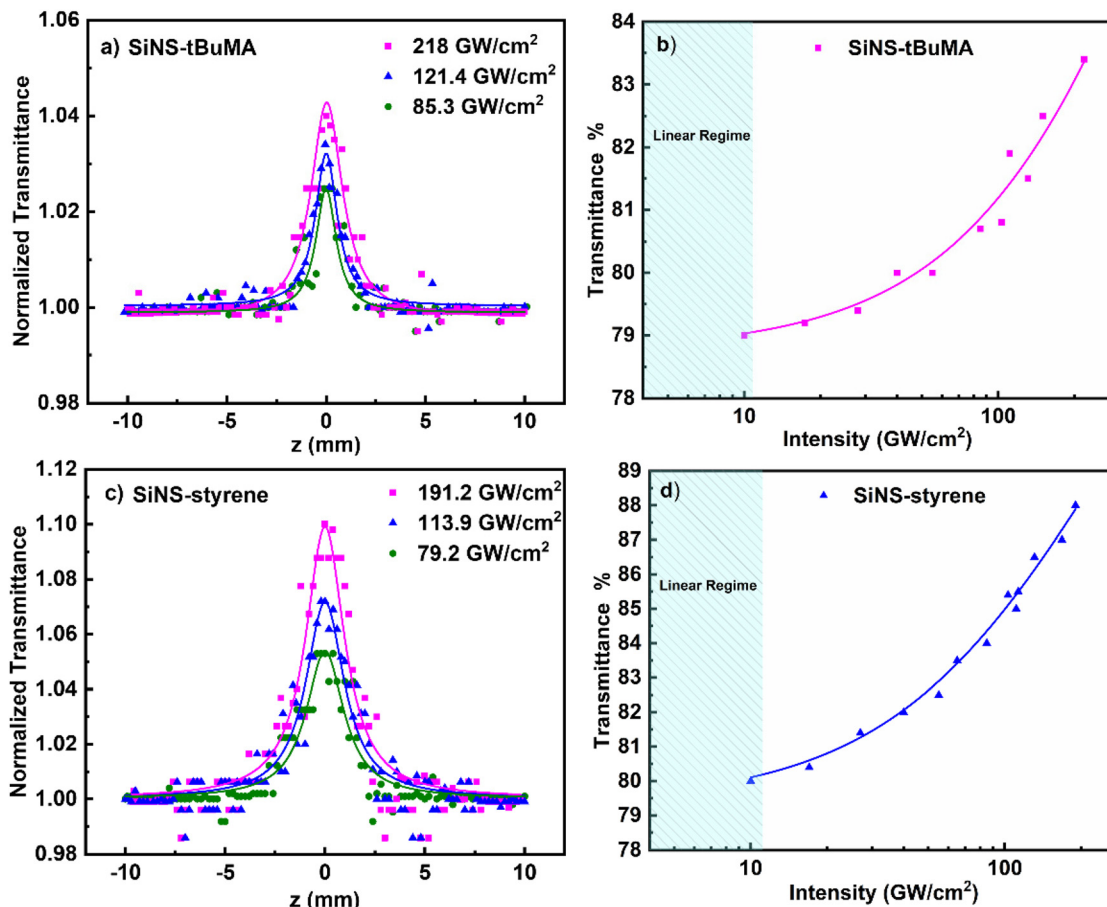 a) SiNS-tBuMA
218 GW/cm²
121.4 GW/cm²
85.3 GW/cm²
Normalized Transmittance
1.06
1.04
1.02
1.00
0.98
-10
-5
0
5
10
z (mm)
b) SiNS-tBuMA
Linear Regime
Transmittance %
84
83
82
81
80
79
78
10
100
Intensity (GW/cm²)
c) SiNS-styrene
191.2 GW/cm²
113.9 GW/cm²
79.2 GW/cm²
Normalized Transmittance
1.12
1.10
1.08
1.06
1.04
1.02
1.00
0.98
-10
-5
0
5
10
z (mm)
d) SiNS-styrene
Linear Regime
Transmittance %
89
88
87
86
85
84
83
82
81
80
79
78
10
100
Intensity (GW/cm²)